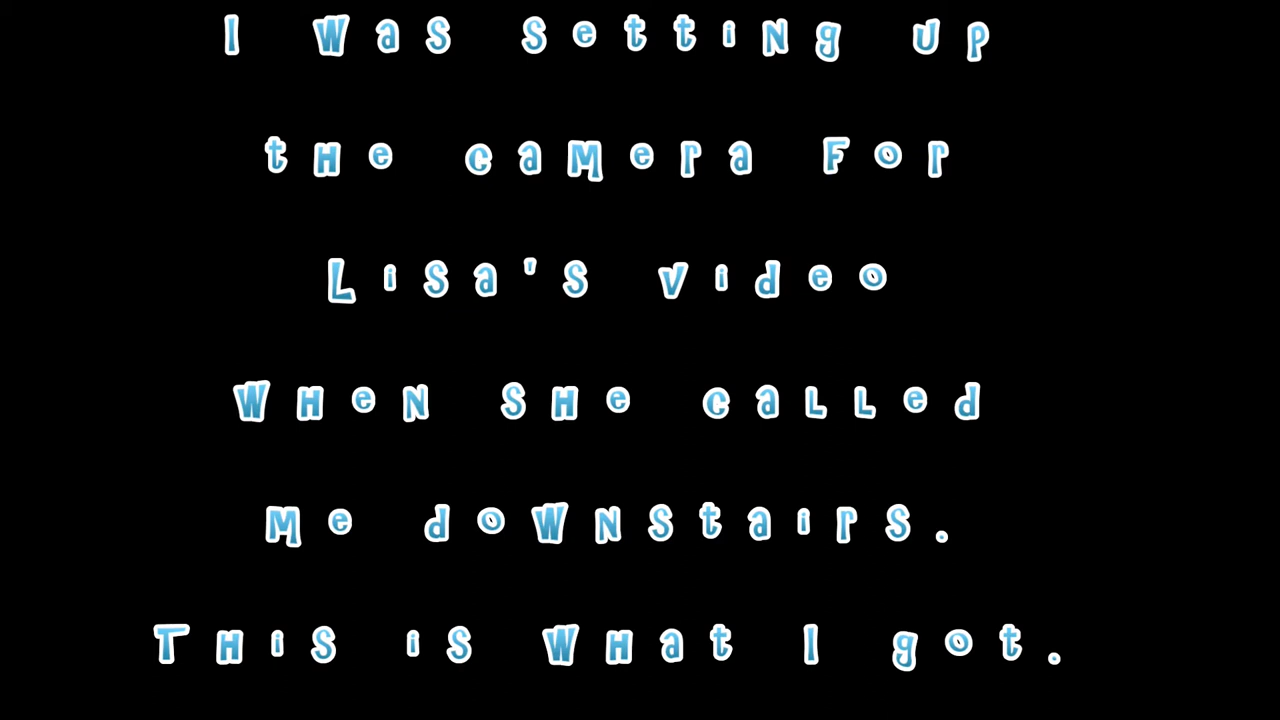 I was setting up
the camera for
Lisa's video
when she called
me downstairs.
This is what I got.